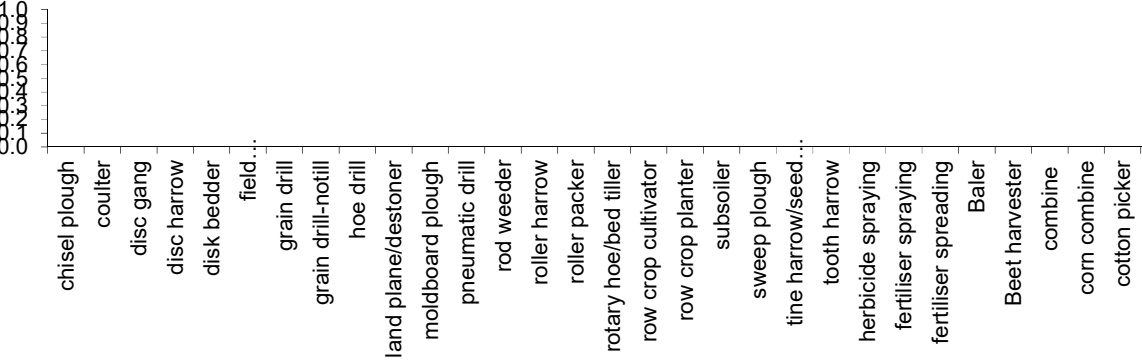 1.0
0.9
0.8
0.7
0.6
0.5
0.4
0.3
0.2
0.1
0.0
chisel plough
coulter
disc gang
disc harrow
disk bedder
field…
grain drill
grain drill-notill
hoe drill
land plane/destoner
moldboard plough
pneumatic drill
rod weeder
roller harrow
roller packer
rotary hoe/bed tiller
row crop cultivator
row crop planter
subsoiler
sweep plough
tine harrow/seed…
tooth harrow
herbicide spraying
fertiliser spraying
fertiliser spreading
Baler
Beet harvester
combine
corn combine
cotton picker